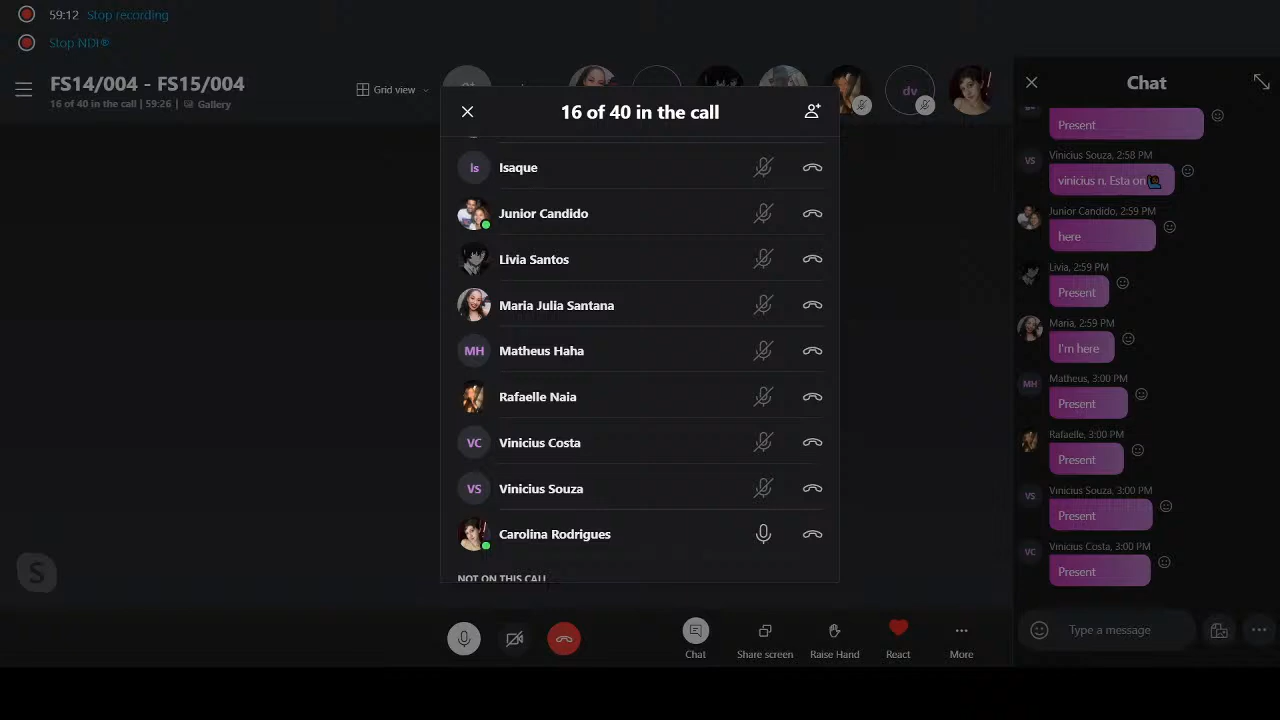 59:12 Stop recording
Stop NDI®
FS14/004 - FS15/004
16 of 40 in the call | 59:26 | Gallery
Grid view
dv
16 of 40 in the call
Is Isaque
Junior Candido
Livia Santos
Maria Julia Santana
MH Matheus Haha
Rafaelle Naia
VC Vinicius Costa
VS Vinicius Souza
Carolina Rodrigues
NOT ON THIS CALL
S
Chat
Share screen
Raise Hand
React
More
Chat
Present
VS Vinicius Souza, 2:58 PM
vinicius n. Esta on
Junior Candido, 2:59 PM
here
Livia, 2:59 PM
Present
Maria, 2:59 PM
I'm here
MH Matheus, 3:00 PM
Present
Rafaelle, 3:00 PM
Present
VS Vinicius Souza, 3:00 PM
Present
VC Vinicius Costa, 3:00 PM
Present
Type a message